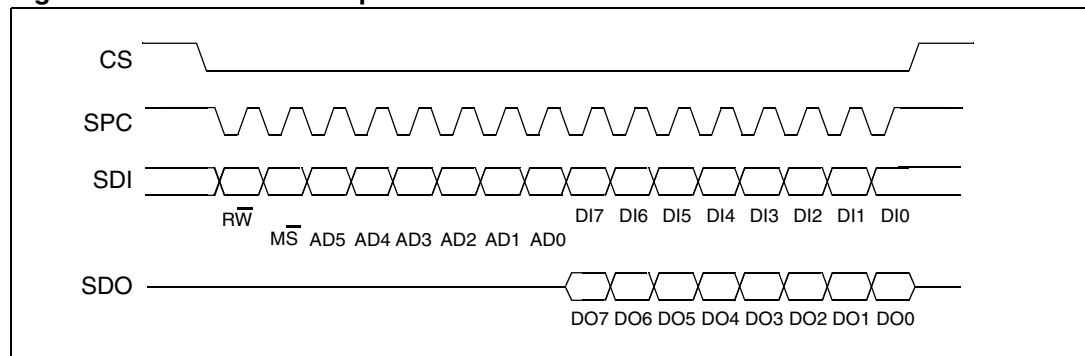 CS
SPC
SDI
DI7 DI6 DI5 DI4 DI3 DI2 DI1 DI0
RW̅
MS̅ AD5 AD4 AD3 AD2 AD1 AD0
SDO
DO7 DO6 DO5 DO4 DO3 DO2 DO1 DO0